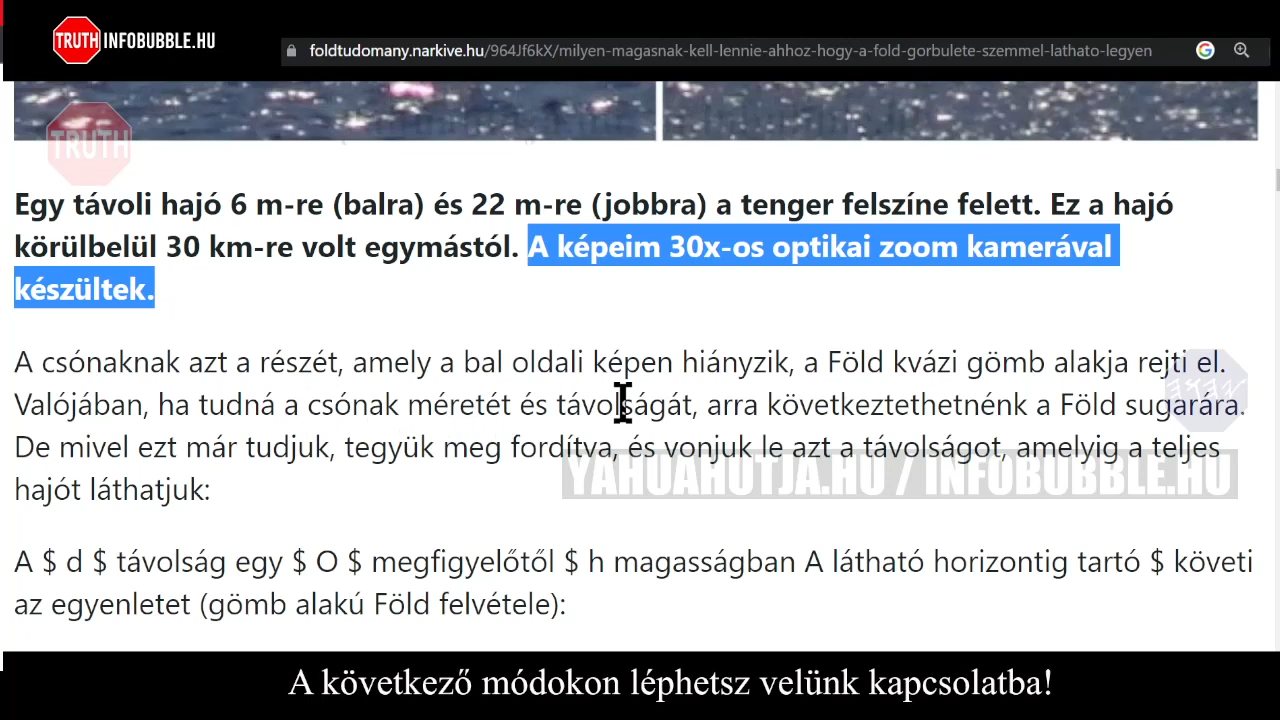 TRUTH INFOBUBBLE.HU
foldtudomany.narkive.hu/964Jf6kX/milyen-magasnak-kell-lennie-ahhoz-hogy-a-fold-gorbulete-szemmel-lathato-legyen
TRUTH
Egy távoli hajó 6 m-re (balra) és 22 m-re (jobbra) a tenger felszíne felett. Ez a hajó
körülbelül 30 km-re volt egymástól. A képeim 30x-os optikai zoom kamerával
készültek.
A csónaknak azt a részét, amely a bal oldali képen hiányzik, a Föld kvázi gömb alakja rejti el.
Valójában, ha tudná a csónak méretét és távolságát, arra következtethetnénk a Föld sugarára.
De mivel ezt már tudjuk, tegyük meg fordítva, és vonjuk le azt a távolságot, amelyig a teljes
hajót láthatjuk:
YAHUAHUTJA.HU / INFOBUBBLE.HU
A $ d $ távolság egy $ O $ megfigyelőtől $ h magasságban A látható horizontig tartó $ követi
az egyenletet (gömb alakú Föld felvétele):
A következő módokon léphetsz velünk kapcsolatba!